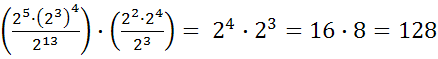 (2^5·(2^3)^4 / 2^13) · (2^2·2^4 / 2^3) = 2^4 · 2^3 = 16 · 8 = 128